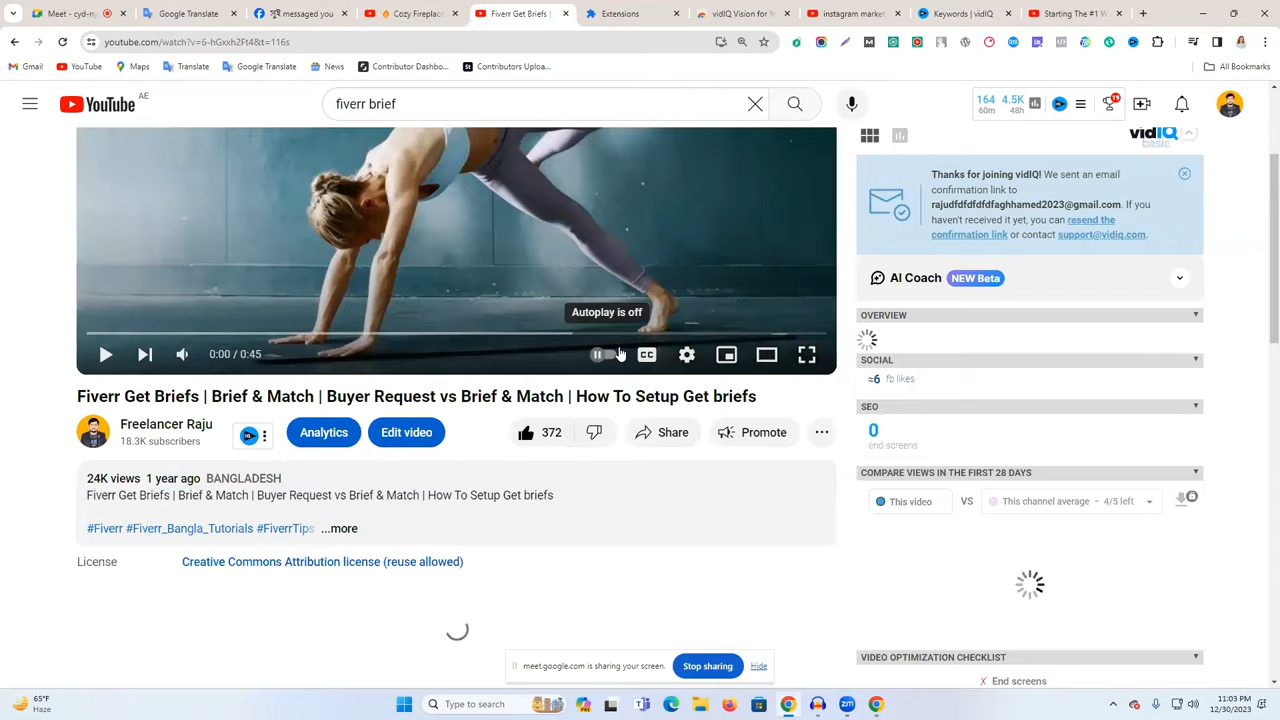 Meet - cyd-ny
Google Translate
messaged yo
Cozy Fireplac
Fiverr Get Briefs |
Extensions
vidIQ Vision for Y
instagram market
Keywords | vidIQ
Starting The #1 V
youtube.com/watch?v=6-hGxxh2Ft4&t=116s
Gmail
YouTube
Maps
Translate
Google Translate
News
Contributor Dashbo...
Contributors Uploa...
All Bookmarks
YouTube AE
fiverr brief
164 4.5K
60m 48h
19
vidIQ
basic
Thanks for joining vidIQ! We sent an email
confirmation link to
rajudfdfdfdfaghhamed2023@gmail.com. If you
haven't received it yet, you can resend the
confirmation link or contact support@vidiq.com.
AI Coach NEW Beta
Autoplay is off
OVERVIEW
0:00 / 0:45
CC
SOCIAL
≈6 fb likes
Fiverr Get Briefs | Brief & Match | Buyer Request vs Brief & Match | How To Setup Get briefs
SEO
0
end screens
Freelancer Raju
18.3K subscribers
Analytics
Edit video
372
Share
Promote
COMPARE VIEWS IN THE FIRST 28 DAYS
This video
VS
This channel average – 4/5 left
24K views 1 year ago BANGLADESH
Fiverr Get Briefs | Brief & Match | Buyer Request vs Brief & Match | How To Setup Get briefs
#Fiverr #Fiverr_Bangla_Tutorials #FiverrTips ...more
License
Creative Commons Attribution license (reuse allowed)
meet.google.com is sharing your screen.
Stop sharing
Hide
VIDEO OPTIMIZATION CHECKLIST
X End screens
65°F
Haze
Type to search
zm
11:03 PM
12/30/2023